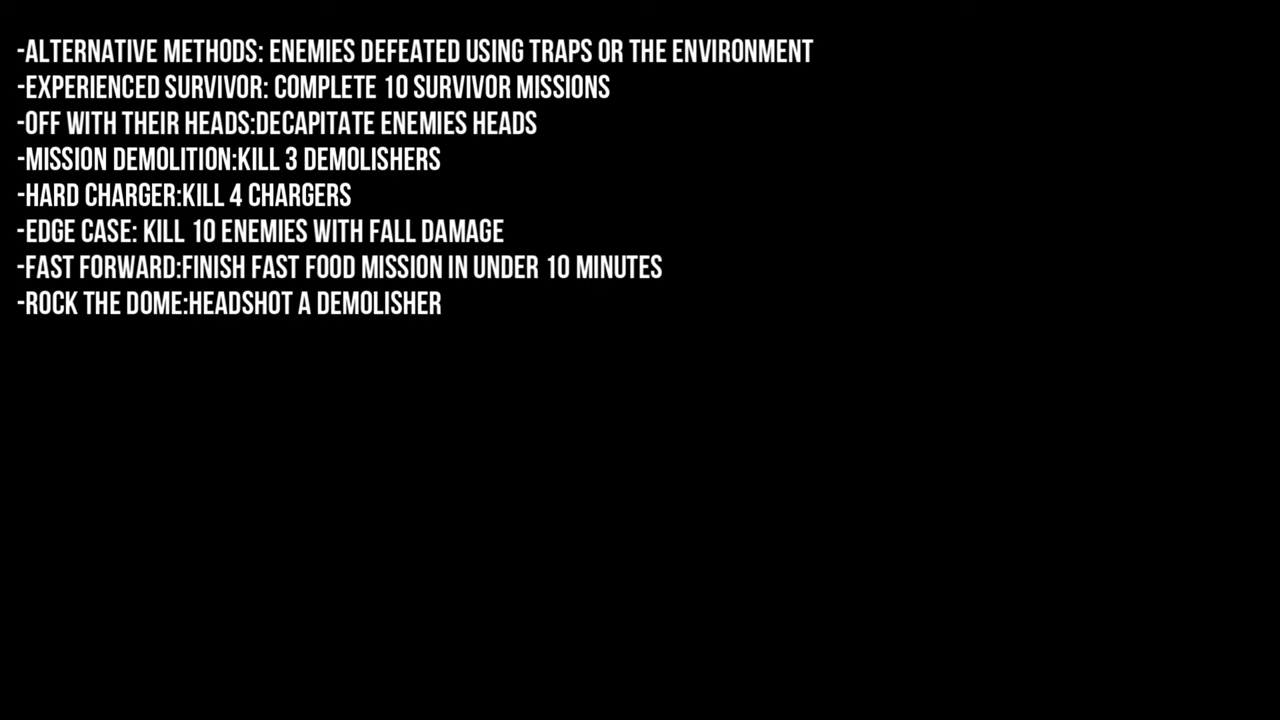 -ALTERNATIVE METHODS: ENEMIES DEFEATED USING TRAPS OR THE ENVIRONMENT
-EXPERIENCED SURVIVOR: COMPLETE 10 SURVIVOR MISSIONS
-OFF WITH THEIR HEADS:DECAPITATE ENEMIES HEADS
-MISSION DEMOLITION:KILL 3 DEMOLISHERS
-HARD CHARGER:KILL 4 CHARGERS
-EDGE CASE: KILL 10 ENEMIES WITH FALL DAMAGE
-FAST FORWARD:FINISH FAST FOOD MISSION IN UNDER 10 MINUTES
-ROCK THE DOME:HEADSHOT A DEMOLISHER